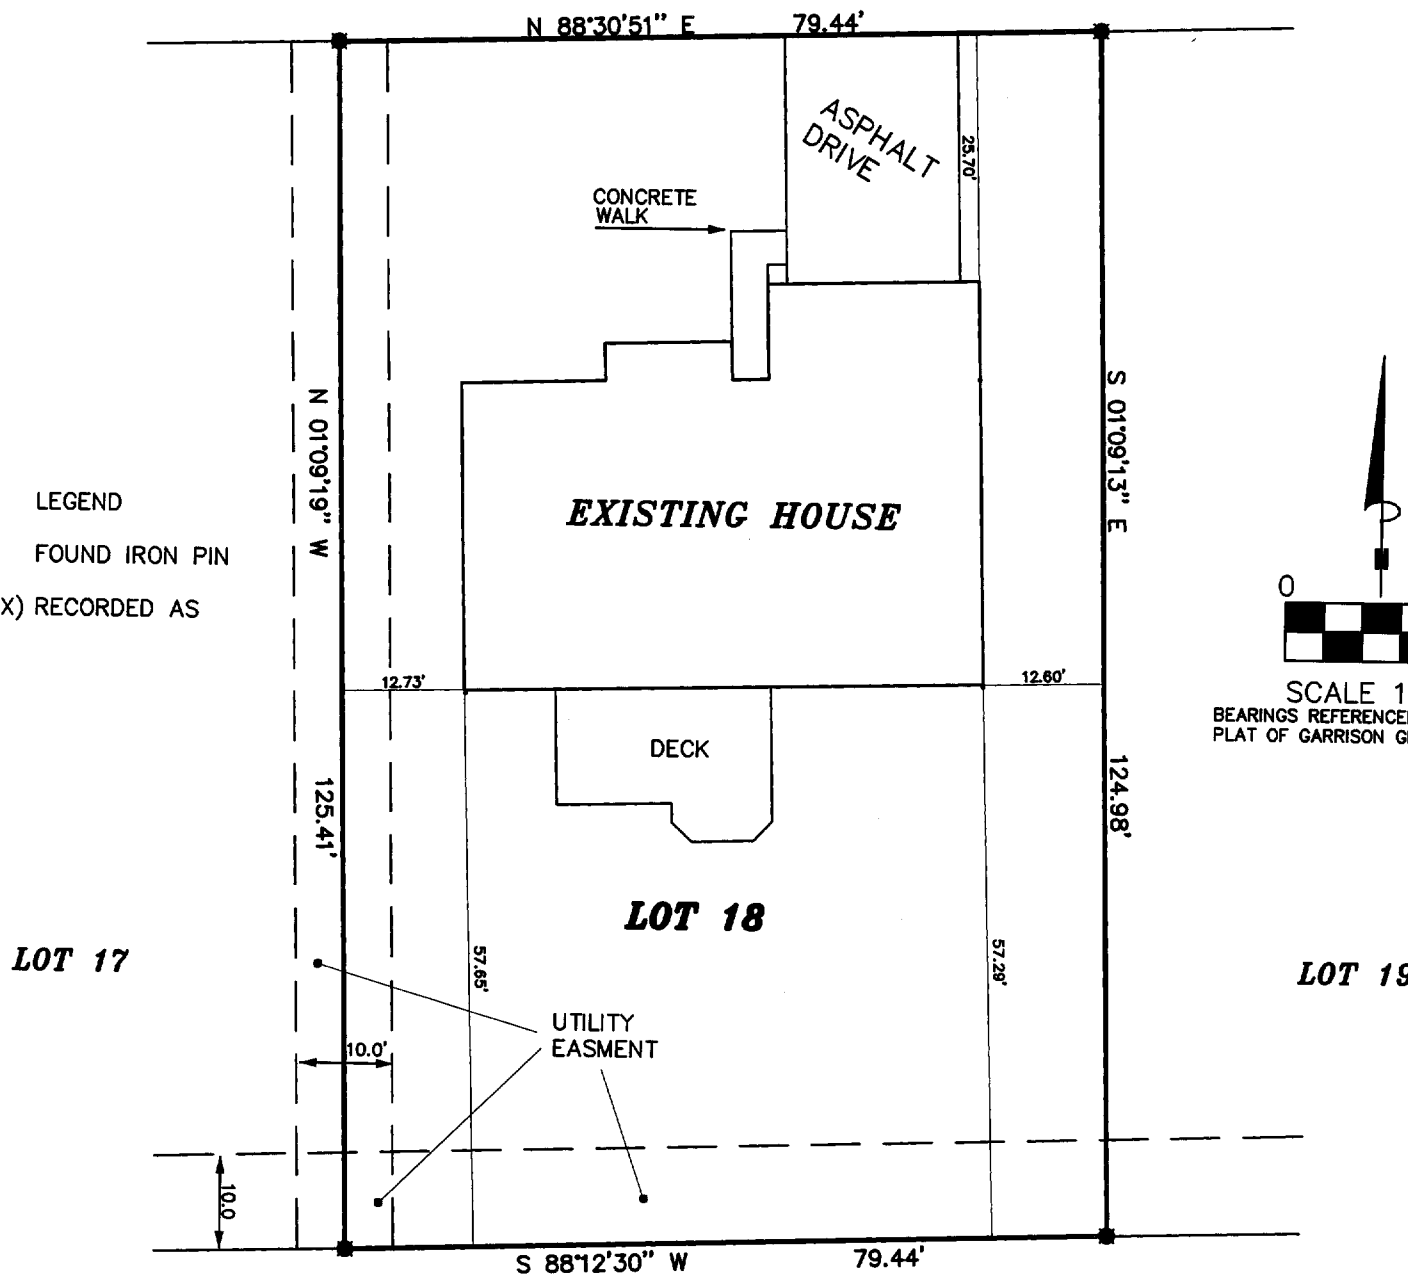 N 88°30'51" E 79.44'
ASPHALT
DRIVE
25.70'
CONCRETE
WALK
N 01°09'19" W
S 01°09'13" E
LEGEND
FOUND IRON PIN
X) RECORDED AS
EXISTING HOUSE
0
SCALE 1
BEARINGS REFERENCE
PLAT OF GARRISON G
12.73'
12.60'
DECK
125.41'
124.98'
LOT 18
LOT 17
LOT 19
57.65'
57.29'
UTILITY
EASMENT
10.0'
10.0
S 88°12'30" W 79.44'